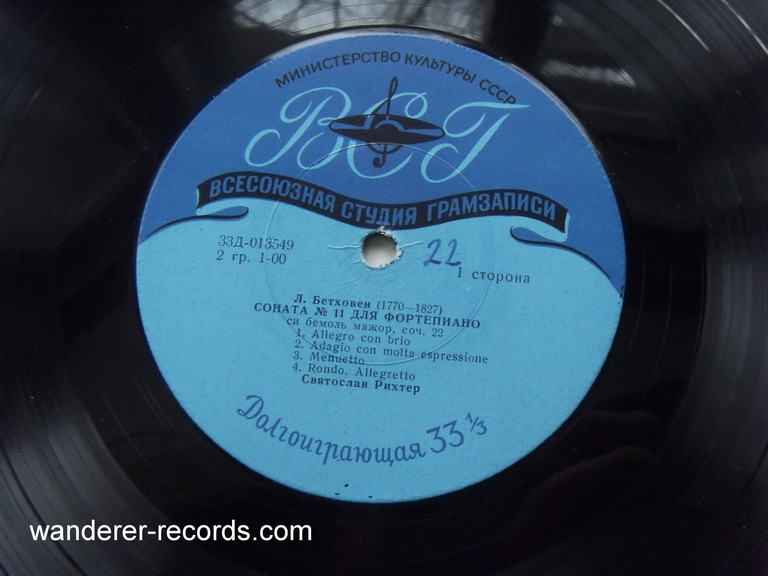 МИНИСТЕРСТВО КУЛЬТУРЫ СССР
ВСГ
ВСЕСОЮЗНАЯ СТУДИЯ ГРАМЗАПИСИ
33Д-013549
2 гр. 1-00
22
1 сторона
Л. Бетховен (1770—1827)
СОНАТА № 11 ДЛЯ ФОРТЕПИАНО
си бемоль мажор, соч. 22
1. Allegro con brio
2. Adagio con molta espressione
3. Menuetto
4. Rondo. Allegretto
Святослав Рихтер
Долгоиграющая 33 1/3
wanderer-records.com